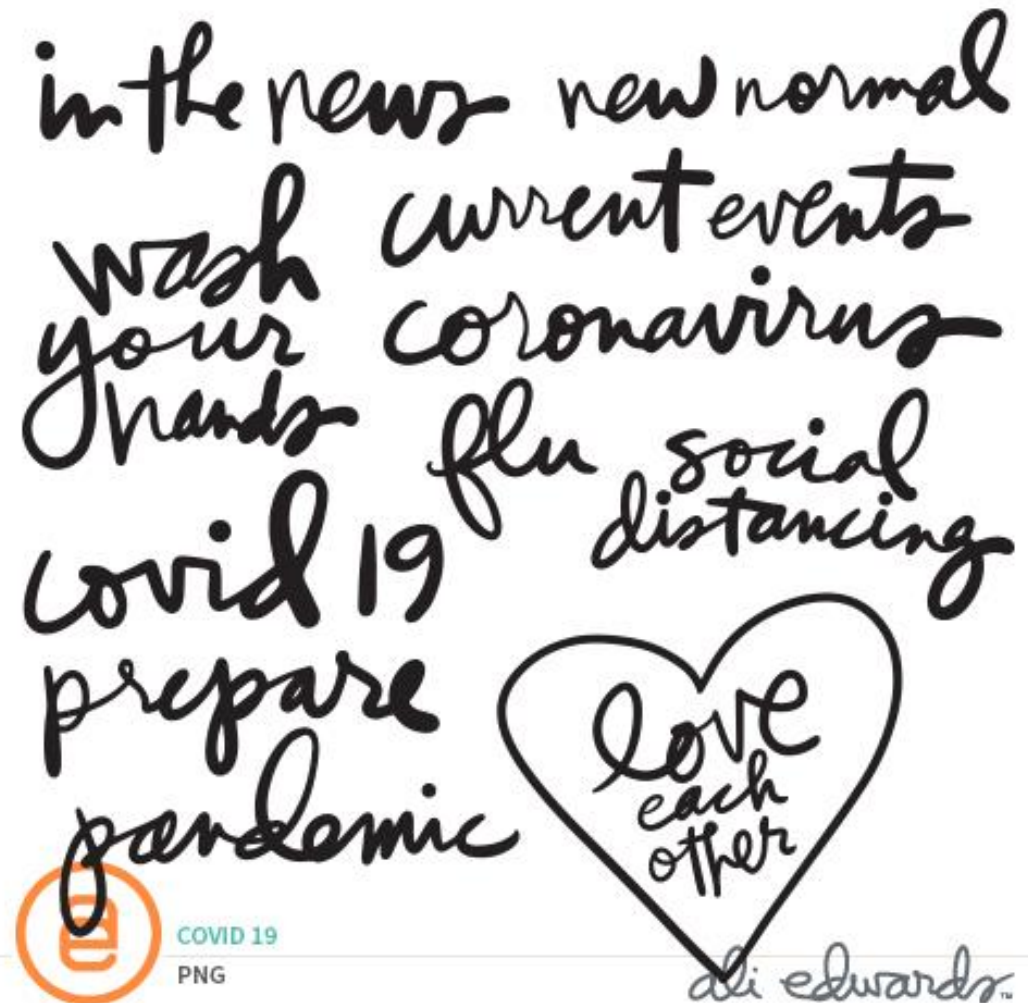 in the news
new normal
wash
your
hands
current events
coronavirus
flu
social
distancing
covid 19
prepare
pandemic
love
each
other
COVID 19
PNG
ali edwards™